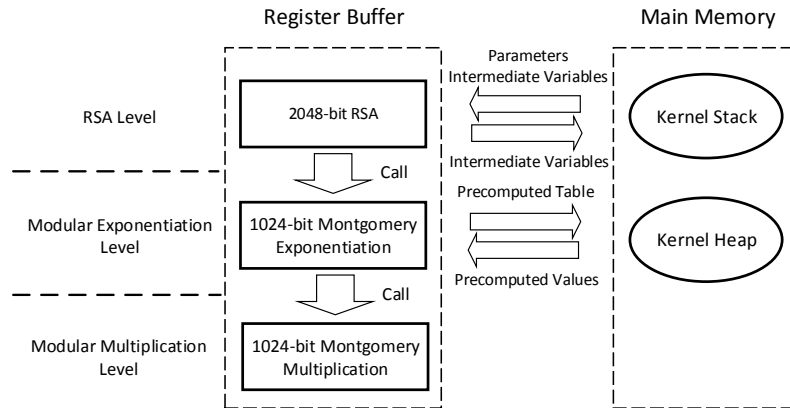 Register Buffer
Main Memory
RSA Level
2048-bit RSA
Parameters
Intermediate Variables
Intermediate Variables
Kernel Stack
Call
Modular Exponentiation
Level
1024-bit Montgomery
Exponentiation
Precomputed Table
Precomputed Values
Kernel Heap
Call
Modular Multiplication
Level
1024-bit Montgomery
Multiplication